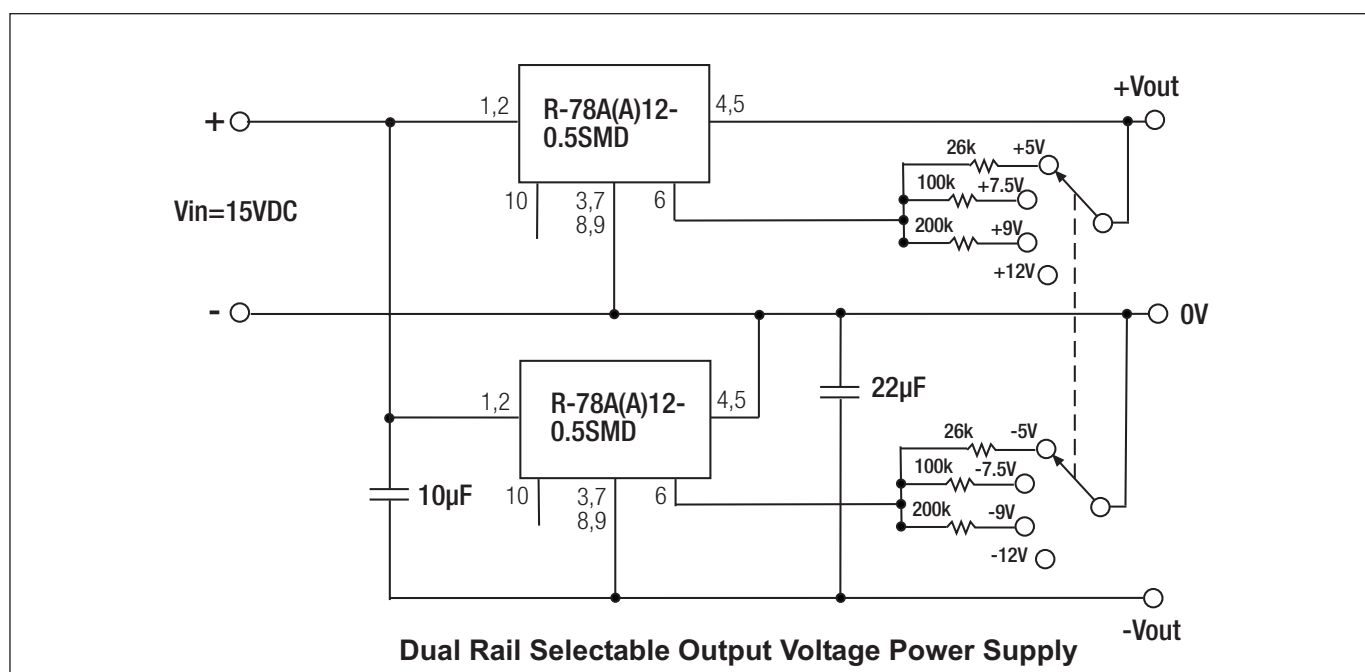 R-78A(A)12-
0.5SMD
1,2
4,5
+Vout
+
10
3,7
8,9
6
26k
+5V
100k
+7.5V
200k
+9V
+12V
Vin=15VDC
-
0V
R-78A(A)12-
0.5SMD
1,2
4,5
22µF
10µF
10
3,7
8,9
6
26k
-5V
100k
-7.5V
200k
-9V
-12V
-Vout
Dual Rail Selectable Output Voltage Power Supply